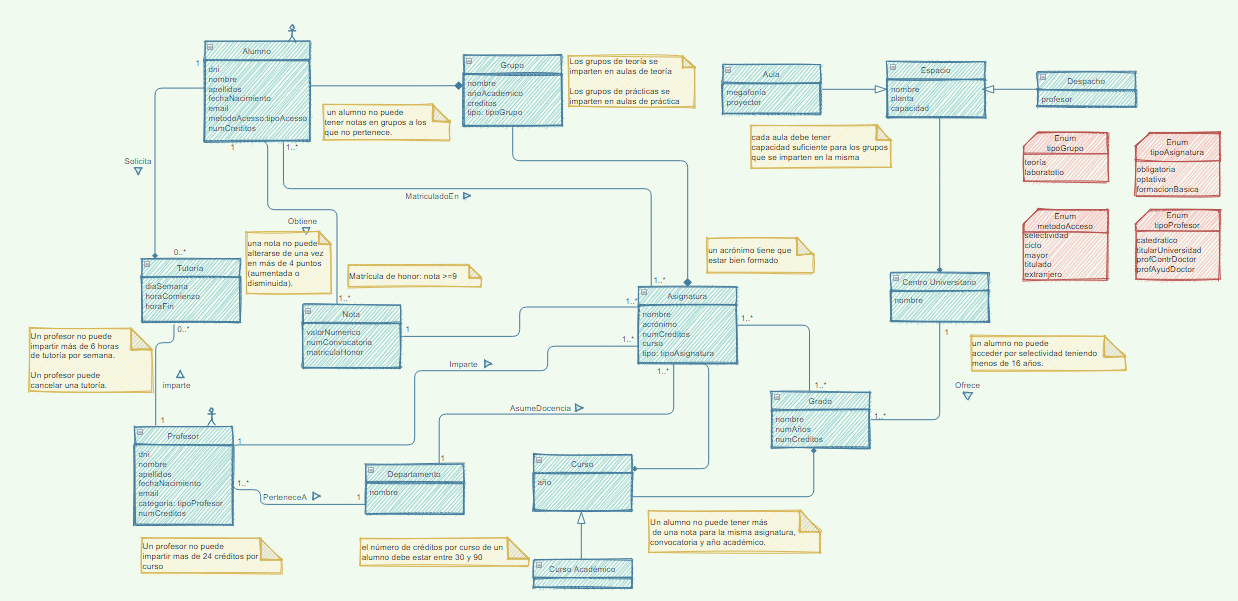 Alumno
dni
nombre
apellidos
fechaNacimiento
email
metodoAcesso:tipoAcesso
numCreditos
1
1
1..*
un alumno no puede
tener notas en grupos a los
que no pertenece.
Grupo
nombre
añoAcademico
creditos
tipo: tipoGrupo
Los grupos de teoría se
imparten en aulas de teoría
Los grupos de prácticas se
imparten en aulas de práctica
Aula
megafonía
proyector
Espacio
nombre
planta
capacidad
Despacho
profesor
cada aula debe tener
capacidad suficiente para los grupos
que se imparten en la misma
Enum
tipoGrupo
teoría
laboratotio
Enum
tipoAsignatura
obligatoria
optativa
formacionBasica
Enum
metodoAcceso
selectividad
ciclo
mayor
titulado
extranjero
Enum
tipoProfesor
catedratico
titularUniversidad
profContrDoctor
profAyudDoctor
Solicita
MatriculadoEn
Obtiene
0..*
Tutoria
diaSemana
horaComienzo
horaFin
0..*
una nota no puede
alterarse de una vez
en más de 4 puntos
(aumentada o
disminuida).
Matrícula de honor: nota >=9
1..*
Nota
valorNumerico
numConvocatoria
matriculaHonor
1
un acrónimo tiene que
estar bien formado
1..*
1..*
1..*
1..*
1..*
Asignatura
nombre
acrónimo
numCreditos
curso
tipo: tipoAsignatura
Centro Universitario
nombre
1
un alumno no puede
acceder por selectividad teniendo
menos de 16 años.
Un profesor no puede
impartir más de 6 horas
de tutoría por semana.
Un profesor puede
cancelar una tutoría.
imparte
1
Imparte
AsumeDocencia
Ofrece
1..*
Grado
nombre
numAños
numCreditos
1..*
Profesor
dni
nombre
apellidos
fechaNacimiento
email
categoria: tipoProfesor
numCreditos
1
1..*
PerteneceA
1
1
Departamento
nombre
Curso
año
Curso Académico
Un profesor no puede
impartir mas de 24 créditos por
curso
el número de créditos por curso de un
alumno debe estar entre 30 y 90
Un alumno no puede tener más
de una nota para la misma asignatura,
convocatoria y año académico.